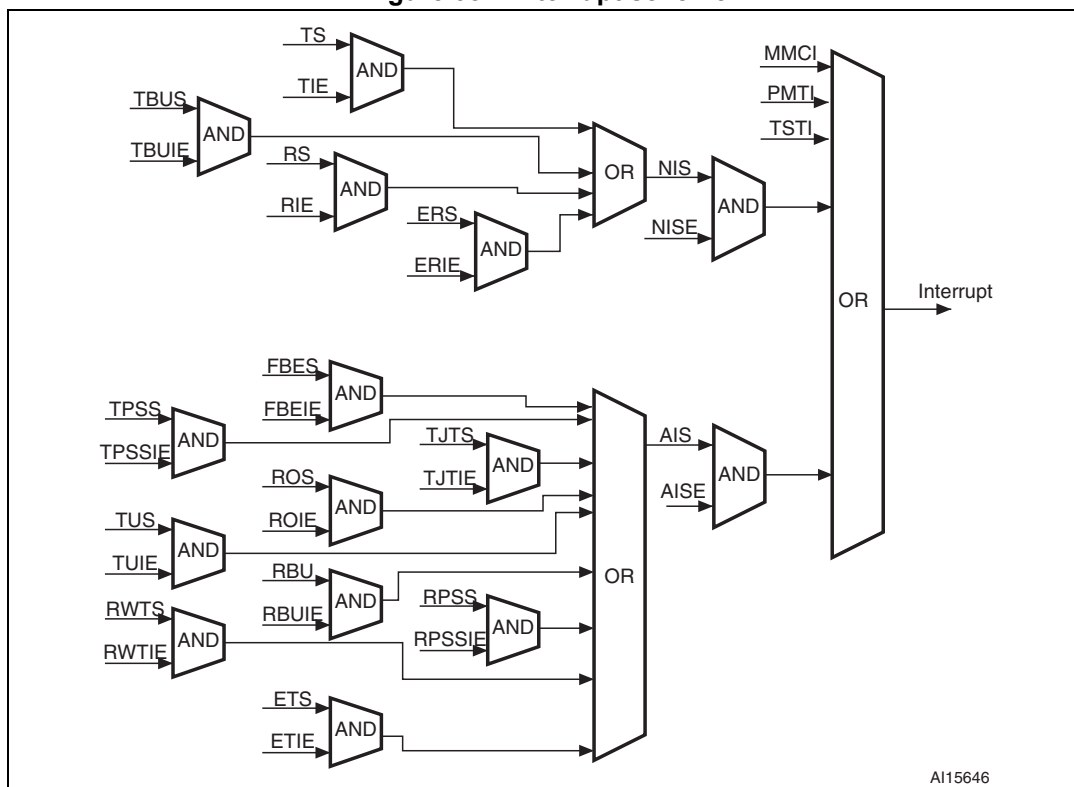 TS
TIE
AND
TBUS
TBUIE
AND
RS
RIE
AND
ERS
ERIE
AND
OR
NIS
NISE
AND
MMCI
PMTI
TSTI
OR
Interrupt
FBES
FBEIE
AND
TPSS
TPSSIE
AND
TJTS
TJTIE
AND
ROS
ROIE
AND
TUS
TUIE
AND
RBU
RBUIE
AND
RPSS
RPSSIE
AND
RWTS
RWTIE
AND
ETS
ETIE
AND
OR
AIS
AISE
AND
AI15646